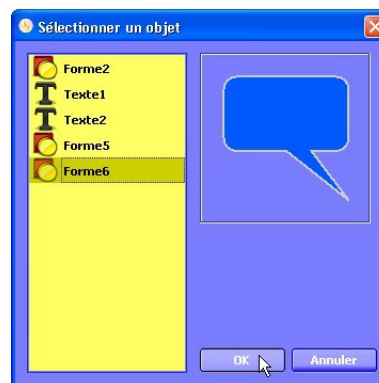 Sélectionner un objet
Forme2
Texte1
Texte2
Forme5
Forme6
OK
Annuler